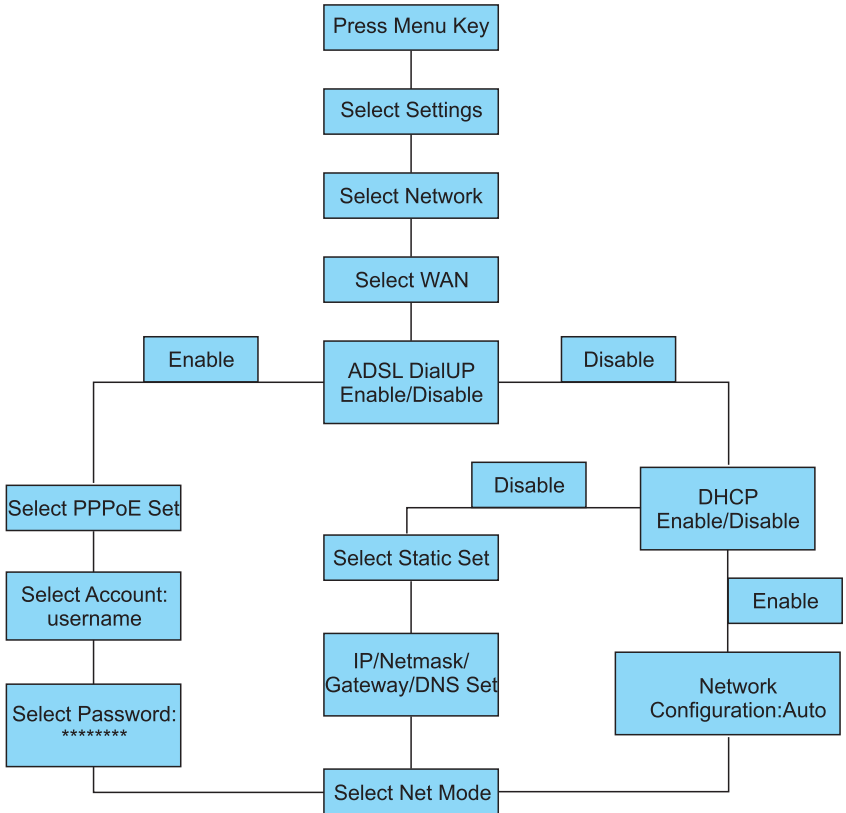 Press Menu Key
Select Settings
Select Network
Select WAN
Enable
ADSL DialUP
Enable/Disable
Disable
Select PPPoE Set
Disable
DHCP
Enable/Disable
Select Static Set
Select Account:
username
Enable
IP/Netmask/
Gateway/DNS Set
Network
Configuration:Auto
Select Password:
********
Select Net Mode